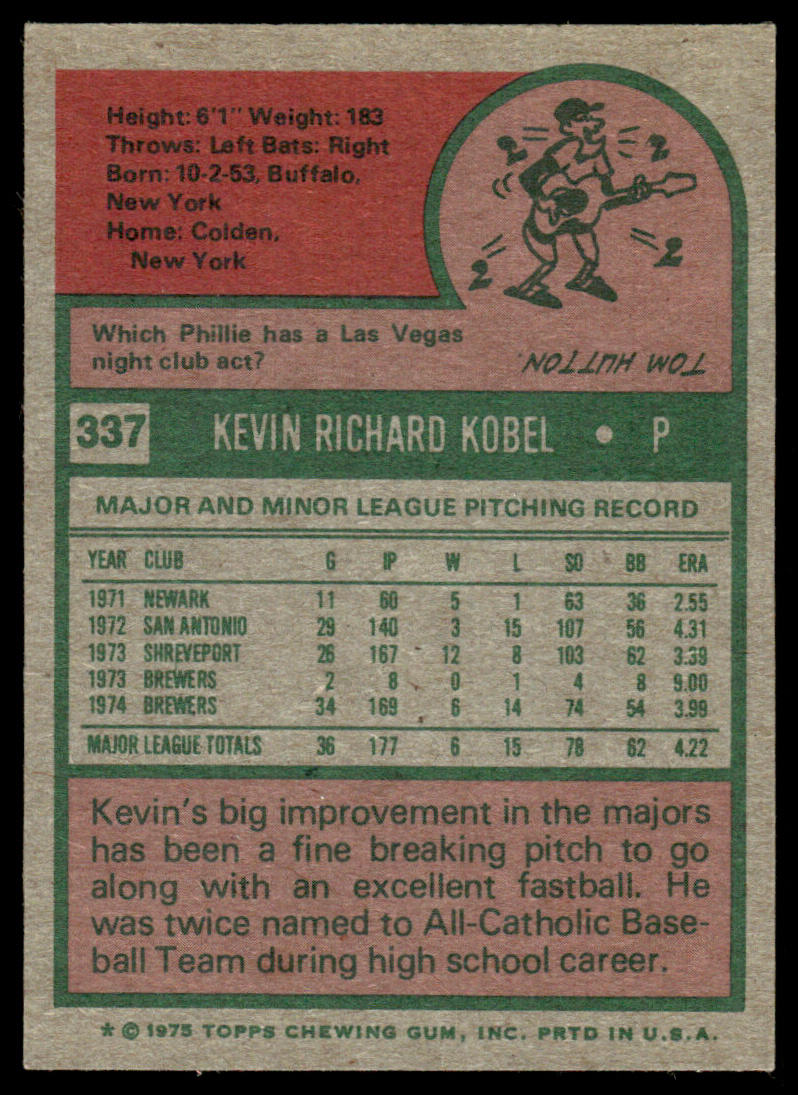 Height: 6'1" Weight: 183
Throws: Left Bats: Right
Born: 10-2-53, Buffalo,
New York
Home: Colden,
New York
2
2
2
2
Which Phillie has a Las Vegas
night club act?
TOM HUTTON.
337 KEVIN RICHARD KOBEL • P
MAJOR AND MINOR LEAGUE PITCHING RECORD
YEAR CLUB G IP W L SO BB ERA
1971 NEWARK 11 60 5 1 63 36 2.55
1972 SAN ANTONIO 29 140 3 15 107 56 4.31
1973 SHREVEPORT 26 167 12 8 103 62 3.39
1973 BREWERS 2 8 0 1 4 8 9.00
1974 BREWERS 34 169 6 14 74 54 3.99
MAJOR LEAGUE TOTALS 36 177 6 15 78 62 4.22
Kevin's big improvement in the majors
has been a fine breaking pitch to go
along with an excellent fastball. He
was twice named to All-Catholic Base-
ball Team during high school career.
* © 1975 TOPPS CHEWING GUM, INC. PRTD IN U.S.A.